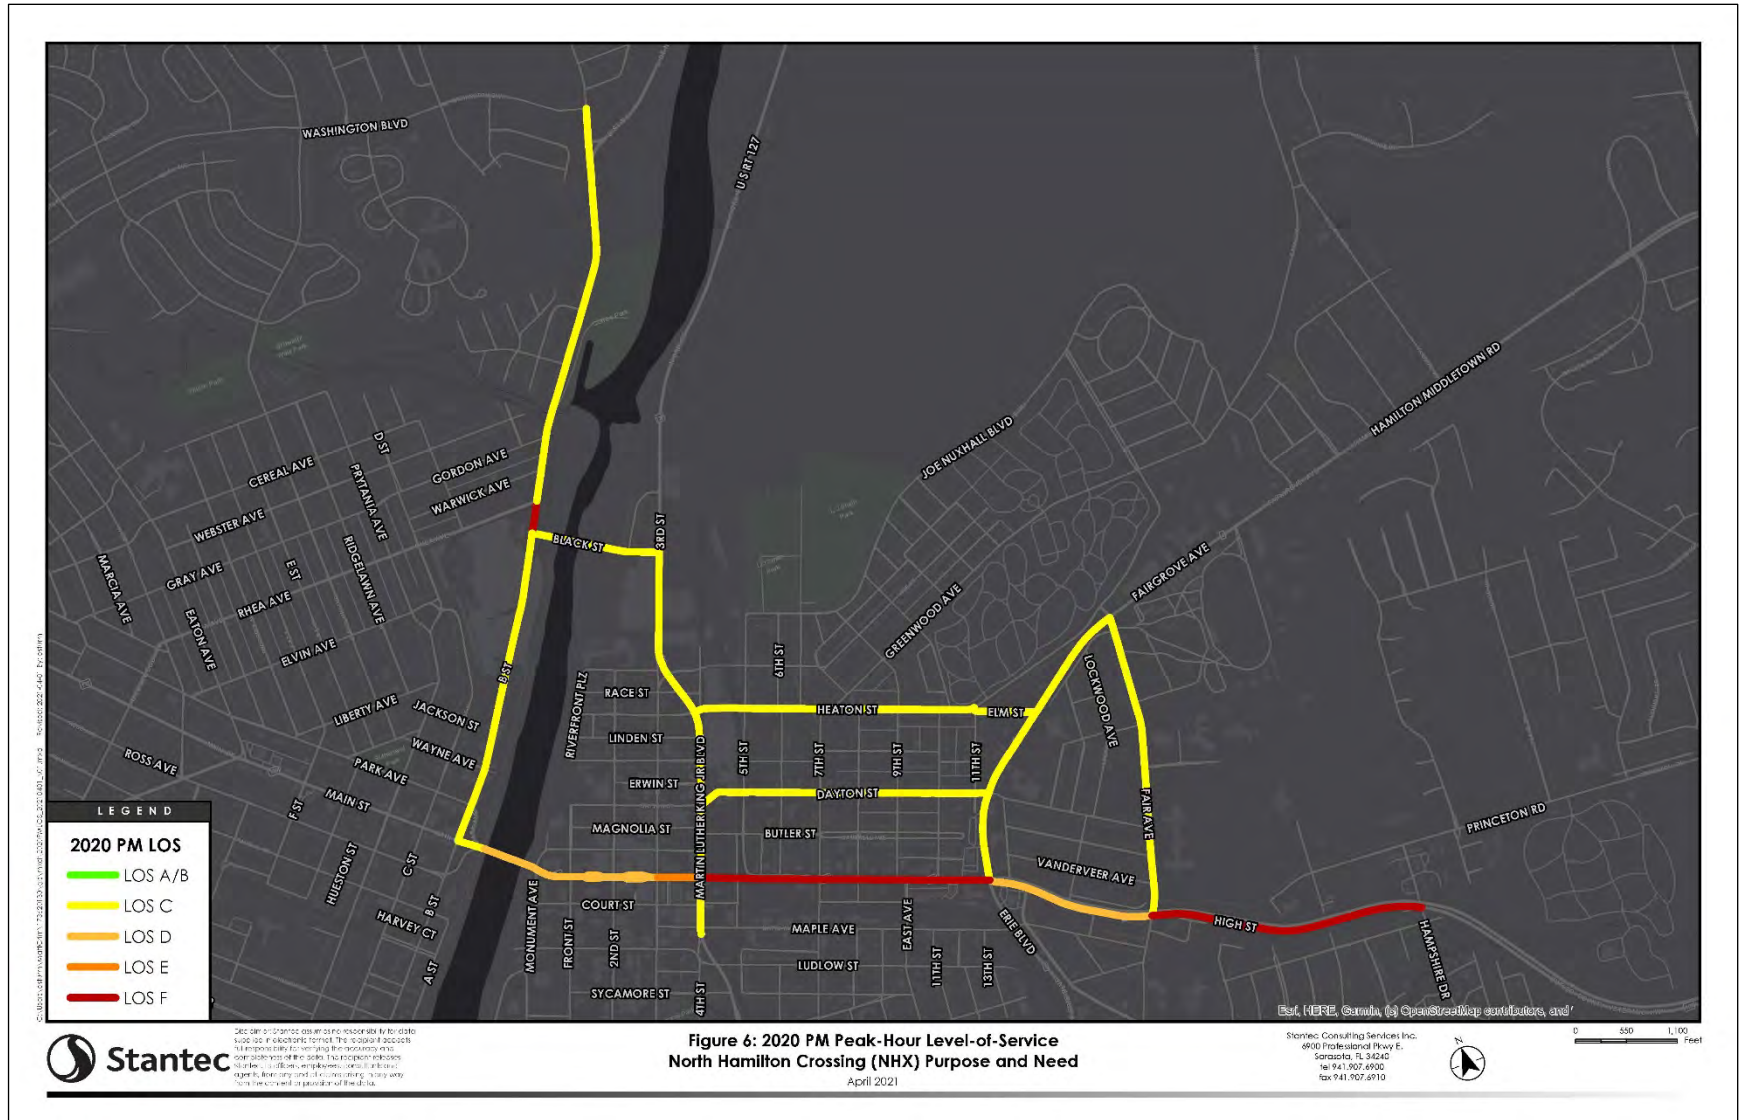 WASHINGTON BLVD
US RT 127
HAMILTON MIDDLETOWN RD
JOE NUXHALL BLVD
D ST
CEREAL AVE
PRYTANIA AVE
GORDON AVE
WARWICK AVE
WEBSTER AVE
3RD ST
BLACK ST
MARCIA AVE
GRAY AVE
E ST
RIDGELAWN AVE
RHEA AVE
EATON AVE
ELVIN AVE
FAIRGROVE AVE
GREENWOOD AVE
6TH ST
LOCKWOOD AVE
B ST
RIVERFRONT PLZ
RACE ST
HEATON ST
ELM ST
LIBERTY AVE
JACKSON ST
LINDEN ST
WAYNE AVE
ROSS AVE
PARK AVE
MARTIN LUTHER KING JR BLVD
5TH ST
7TH ST
9TH ST
11TH ST
ERWIN ST
DAYTON ST
MAIN ST
F ST
MAGNOLIA ST
BUTLER ST
FAIR AVE
PRINCETON RD
HUESTON ST
C ST
VANDERVEER AVE
B ST
HARVEY CT
MONUMENT AVE
COURT ST
FRONT ST
2ND ST
MAPLE AVE
EAST AVE
ERIE BLVD
HIGH ST
HAMPSHIRE DR
A ST
LUDLOW ST
11TH ST
13TH ST
SYCAMORE ST
4TH ST
LEGEND
2020 PM LOS
LOS A/B
LOS C
LOS D
LOS E
LOS F
Esri, HERE, Garmin, (c) OpenStreetMap contributors, and
Stantec
Figure 6: 2020 PM Peak-Hour Level-of-Service
North Hamilton Crossing (NHX) Purpose and Need
April 2021
Stantec Consulting Services Inc.
6900 Professional Pkwy E.
Sarasota, FL 34240
tel 941.907.6900
fax 941.907.6910
N
0 550 1,100
Feet